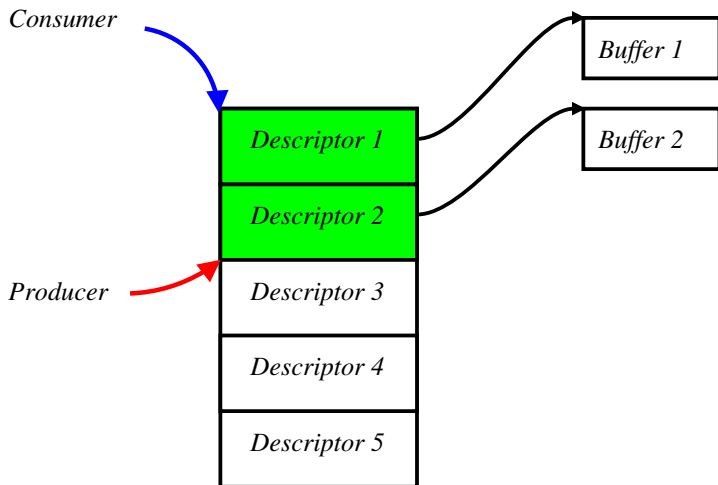 Consumer
Buffer 1
Descriptor 1
Buffer 2
Descriptor 2
Producer
Descriptor 3
Descriptor 4
Descriptor 5